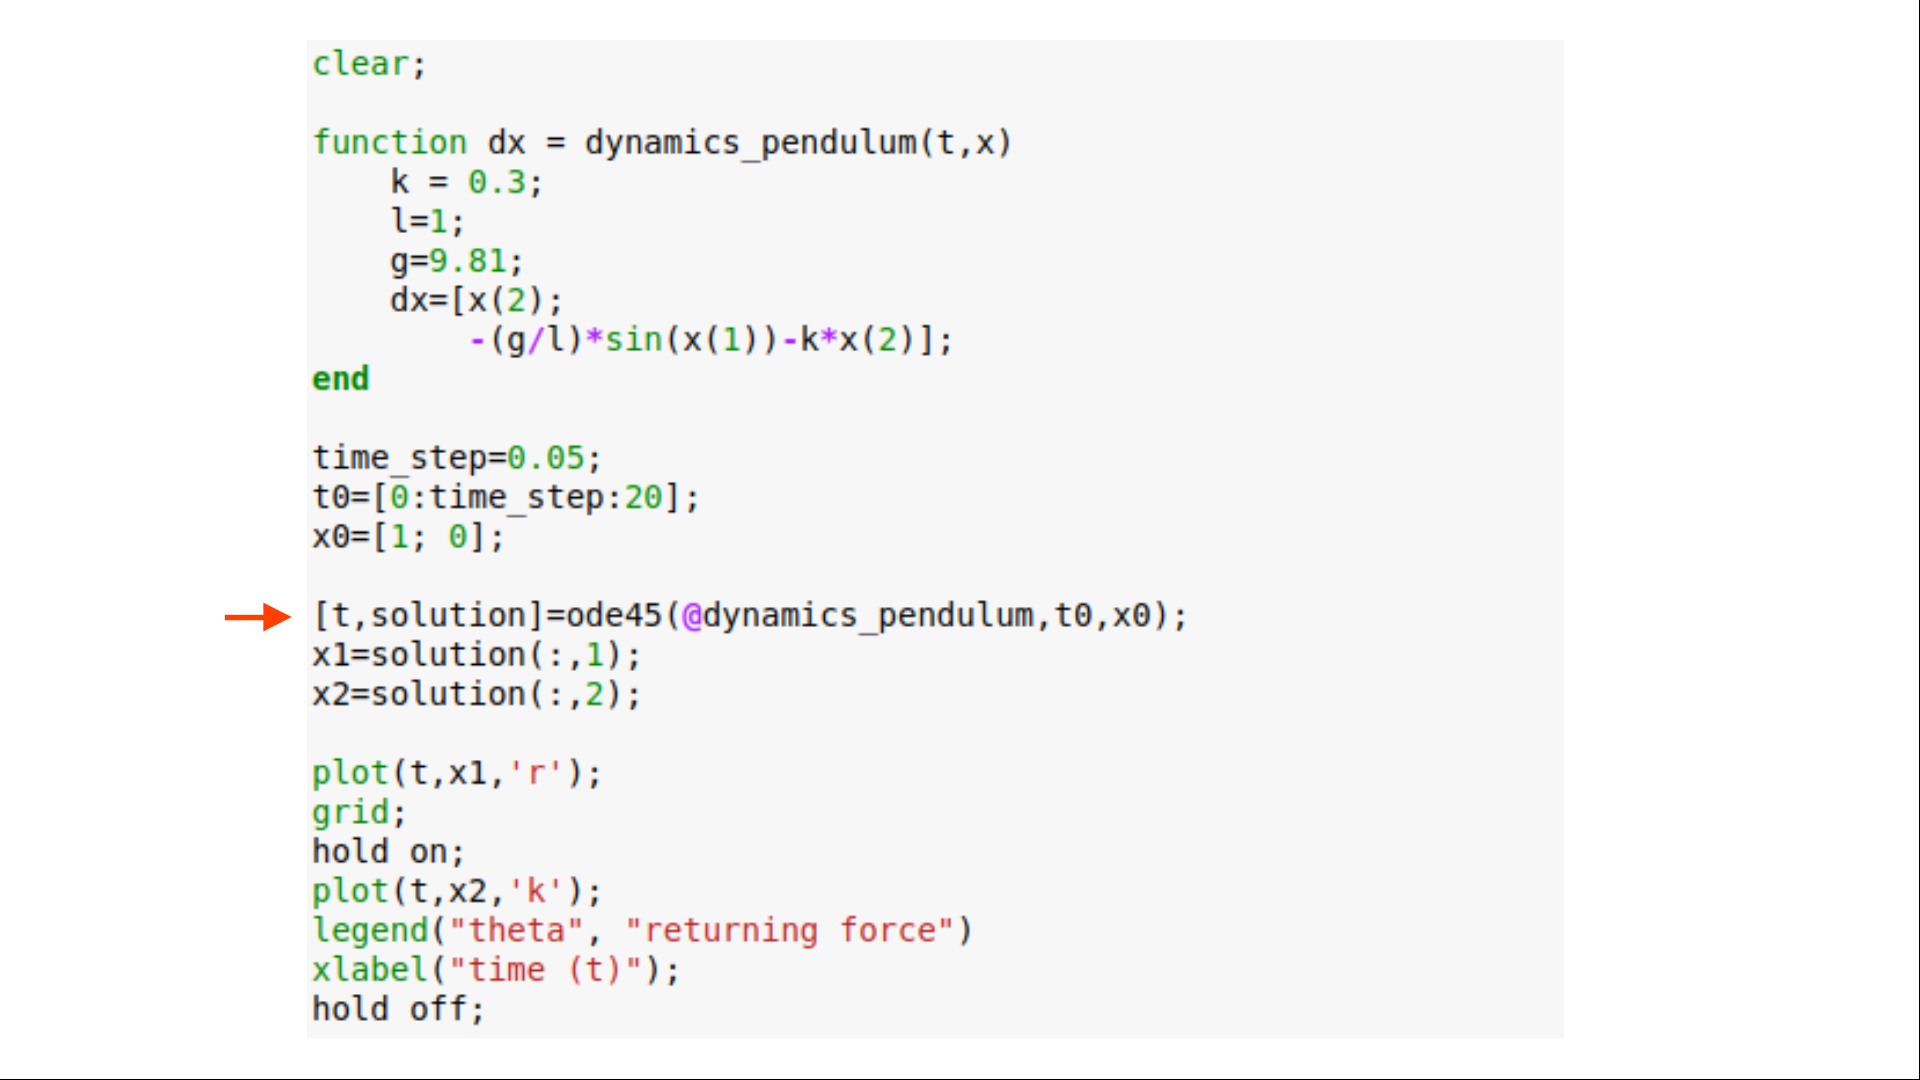 clear;
function dx = dynamics_pendulum(t,x)
    k = 0.3;
    l=1;
    g=9.81;
    dx=[x(2);
        -(g/l)*sin(x(1))-k*x(2)];
end
time_step=0.05;
t0=[0:time_step:20];
x0=[1; 0];
[t,solution]=ode45(@dynamics_pendulum,t0,x0);
x1=solution(:,1);
x2=solution(:,2);
plot(t,x1,'r');
grid;
hold on;
plot(t,x2,'k');
legend("theta", "returning force")
xlabel("time (t)");
hold off;